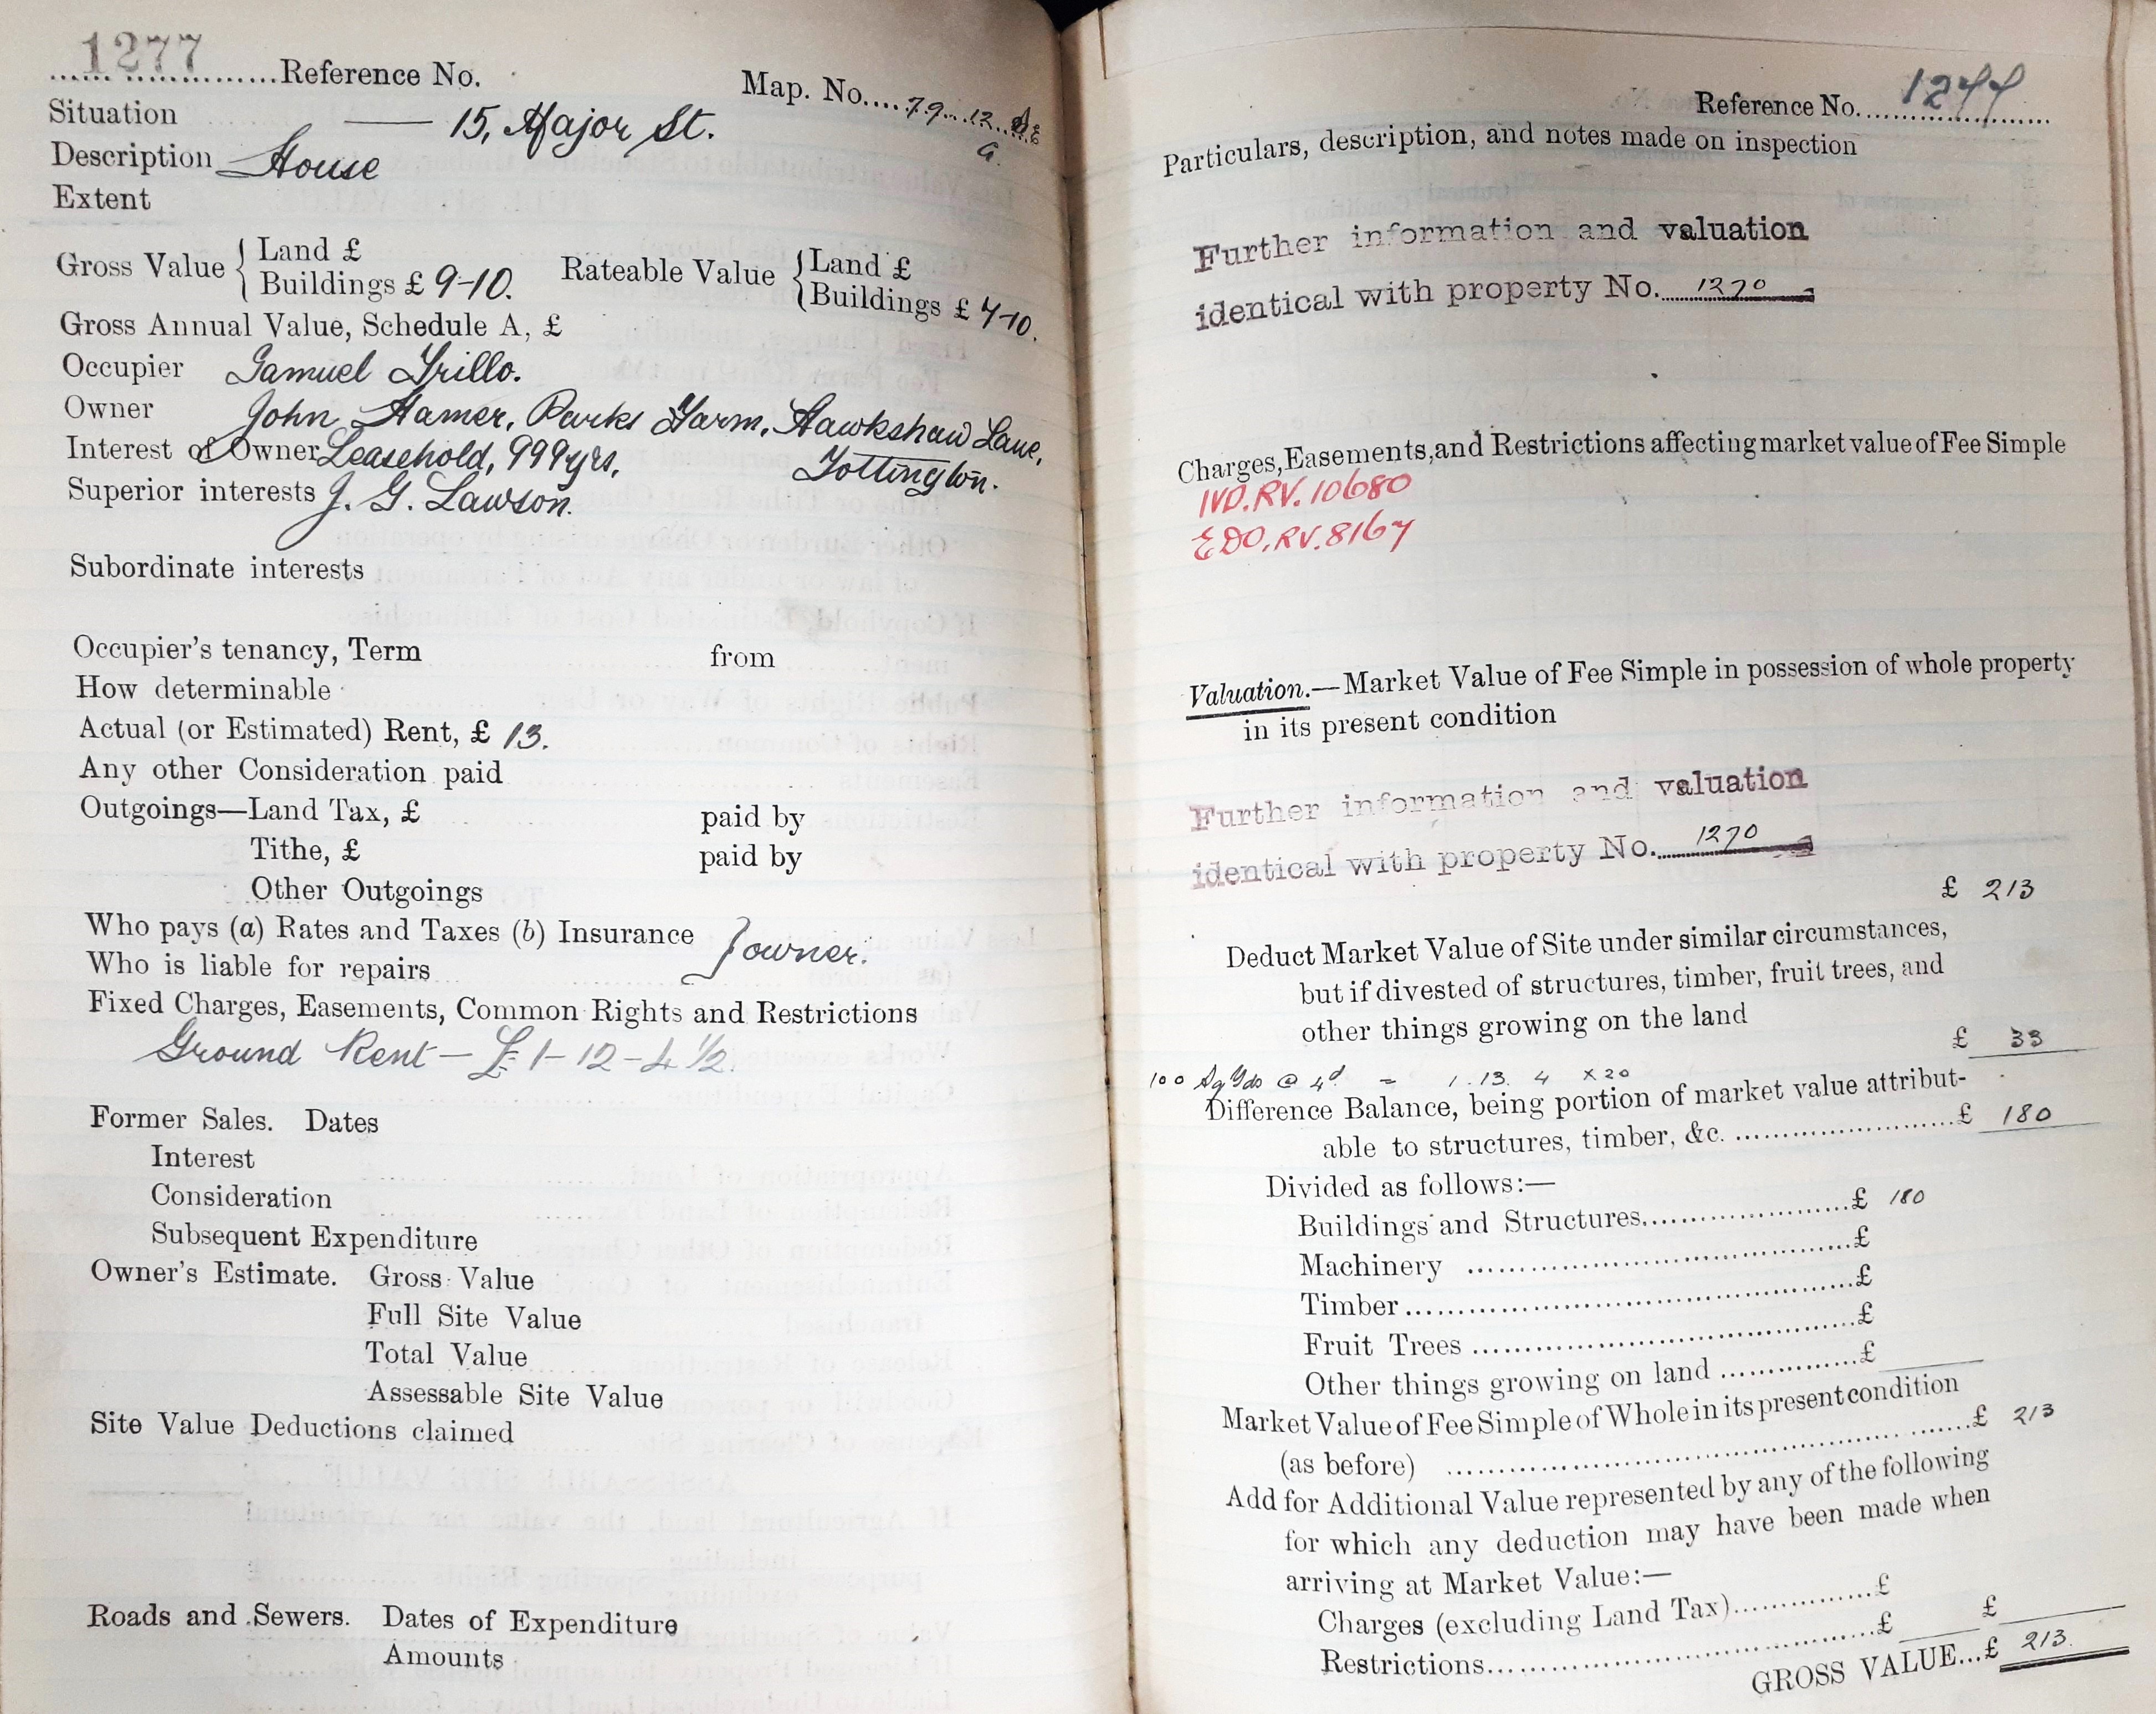 1277 Reference No.
Map. No. 79..12.
Situation — 15, Major St.
Description House
Extent
Gross Value { Land £
Buildings £ 9-10.
Rateable Value { Land £
Buildings £ 7-10.
Gross Annual Value, Schedule A, £
Occupier Samuel Grillo.
Owner John Hamer, Parks Farm, Hawkshaw Lane,
Interest of Owner Leasehold, 999 yrs, Tottington.
Superior interests J. G. Lawson.
Subordinate interests
Occupier's tenancy, Term from
How determinable
Actual (or Estimated) Rent, £ 13.
Any other Consideration paid
Outgoings—Land Tax, £ paid by
Tithe, £ paid by
Other Outgoings
Who pays (a) Rates and Taxes (b) Insurance } owner.
Who is liable for repairs
Fixed Charges, Easements, Common Rights and Restrictions
Ground Rent — £1-12-4½.
Former Sales. Dates
Interest
Consideration
Subsequent Expenditure
Owner's Estimate. Gross Value
Full Site Value
Total Value
Assessable Site Value
Site Value Deductions claimed
Roads and Sewers. Dates of Expenditure
Amounts
Reference No. 1277
Particulars, description, and notes made on inspection
Further information and valuation
identical with property No. 1270
Charges, Easements, and Restrictions affecting market value of Fee Simple
IVD. RV. 10680
EDO. RV. 8167
Valuation.—Market Value of Fee Simple in possession of whole property
in its present condition
Further information and valuation
identical with property No. 1270
£ 213
Deduct Market Value of Site under similar circumstances,
but if divested of structures, timber, fruit trees, and
other things growing on the land
£ 33
100 Sq Yds @ 4d = 1.13.4 x20
Difference Balance, being portion of market value attribut-
able to structures, timber, &c. £ 180
Divided as follows:—
Buildings and Structures £ 180
Machinery £
Timber £
Fruit Trees £
Other things growing on land £
Market Value of Fee Simple of Whole in its present condition
(as before) £ 213
Add for Additional Value represented by any of the following
for which any deduction may have been made when
arriving at Market Value:—
Charges (excluding Land Tax) £
Restrictions £ £
GROSS VALUE...£ 213.